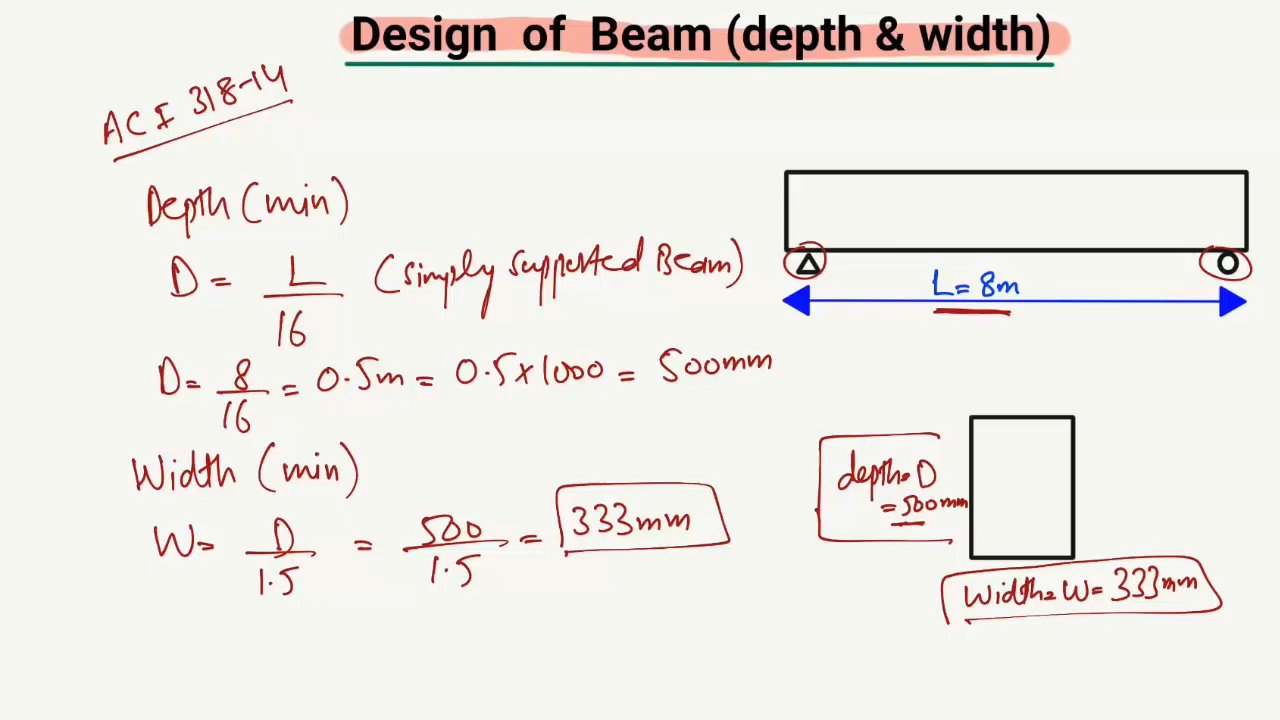 Design of Beam (depth & width)
ACI 318-14
Depth (min)
D = L/16 (simply supported Beam)
D = 8/16 = 0.5m = 0.5×1000 = 500mm
Width (min)
W = D/1.5 = 500/1.5 = 333mm
L = 8m
depth = D
= 500mm
Width = W = 333mm